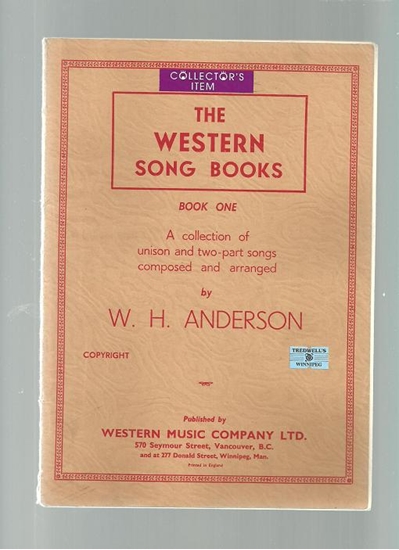 COLLECTOR'S
ITEM
THE
WESTERN
SONG BOOKS
BOOK ONE
A collection of
unison and two-part songs
composed and arranged
by
W. H. ANDERSON
COPYRIGHT
TREDWELL'S
WINNIPEG
Published by
WESTERN MUSIC COMPANY LTD.
570 Seymour Street, Vancouver, B.C.
and at 277 Donald Street, Winnipeg, Man.
Printed in England